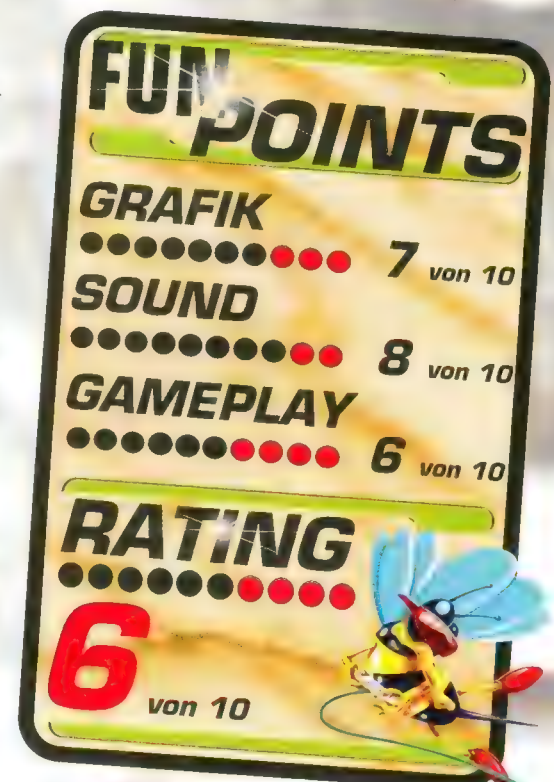 FUN
POINTS
GRAFIK
7 von 10
SOUND
8 von 10
GAMEPLAY
6 von 10
RATING
6 von 10